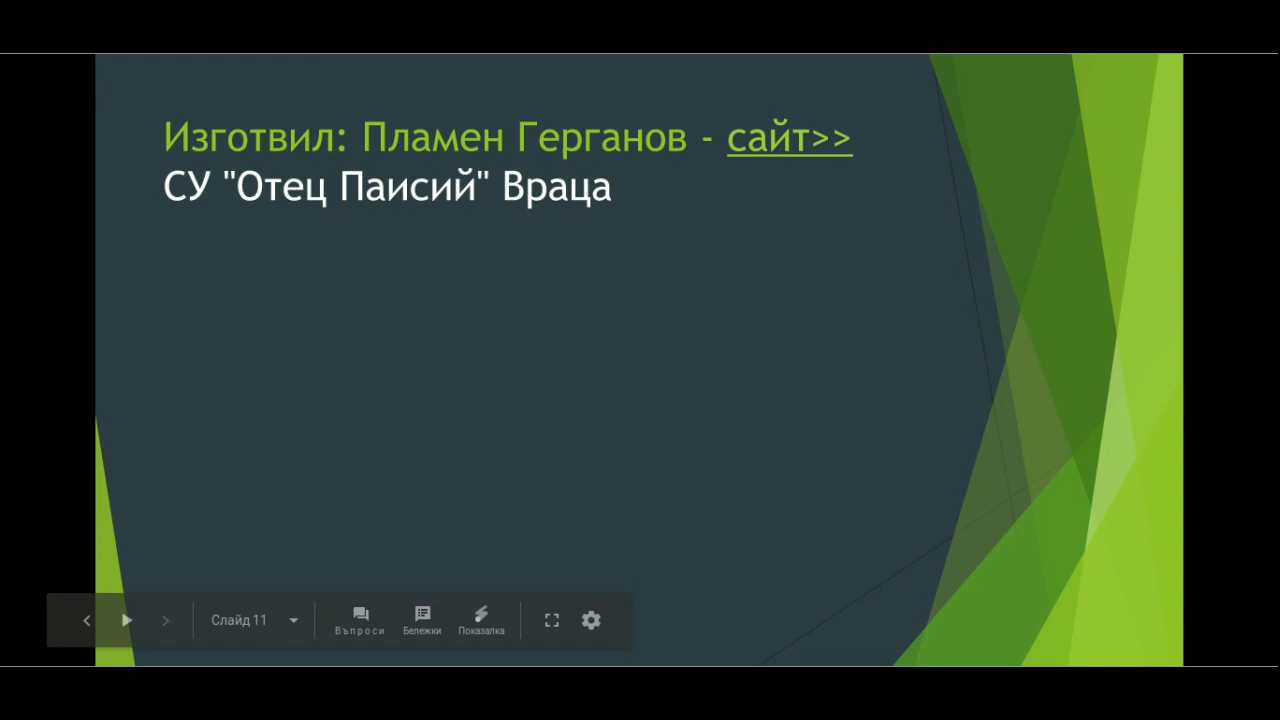 Изготвил: Пламен Герганов - сайт>>
СУ "Отец Паисий" Враца
Слайд 11
Въпроси
Бележки
Показалка